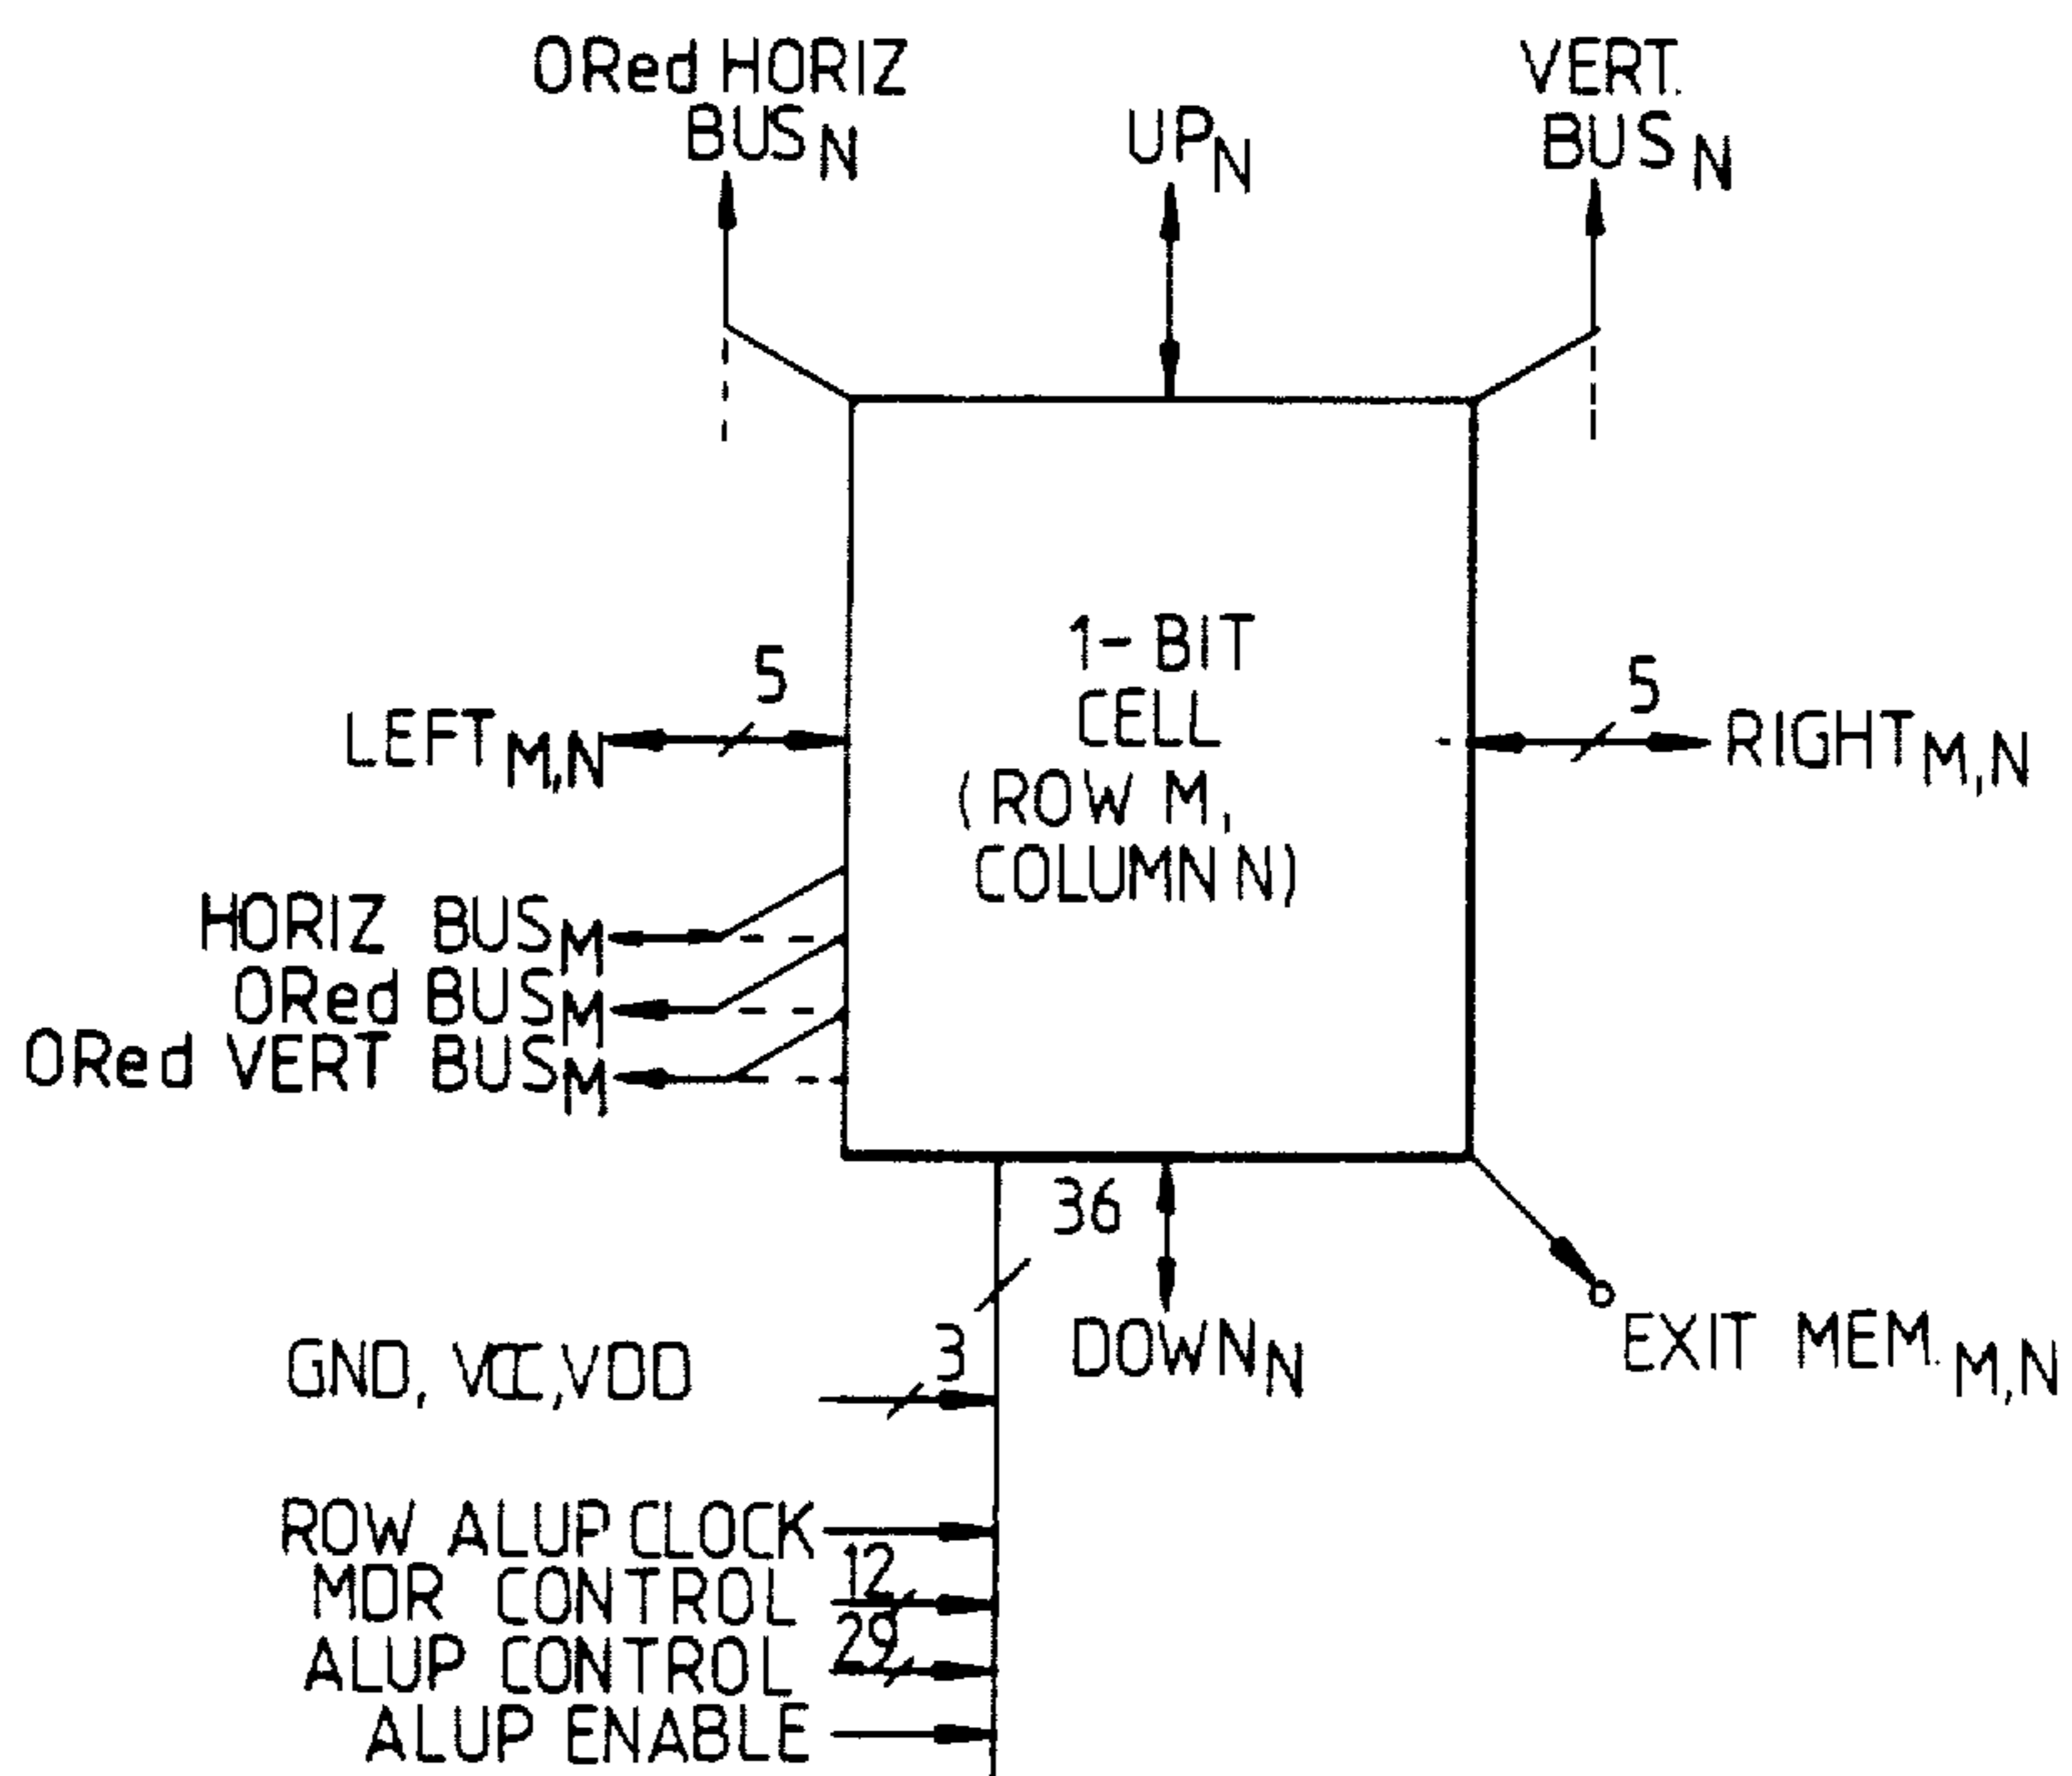 ORed HORIZ
BUS N
UP N
VERT.
BUS N
1-BIT
CELL
(ROW M,
COLUMN N)
5
LEFT M,N
5
RIGHT M,N
HORIZ BUS M
ORed BUS M
ORed VERT BUS M
36
3
GND, VCC, VDD
DOWN N
EXIT MEM. M,N
ROW ALUP CLOCK
12
MOR CONTROL
29
ALUP CONTROL
ALUP ENABLE